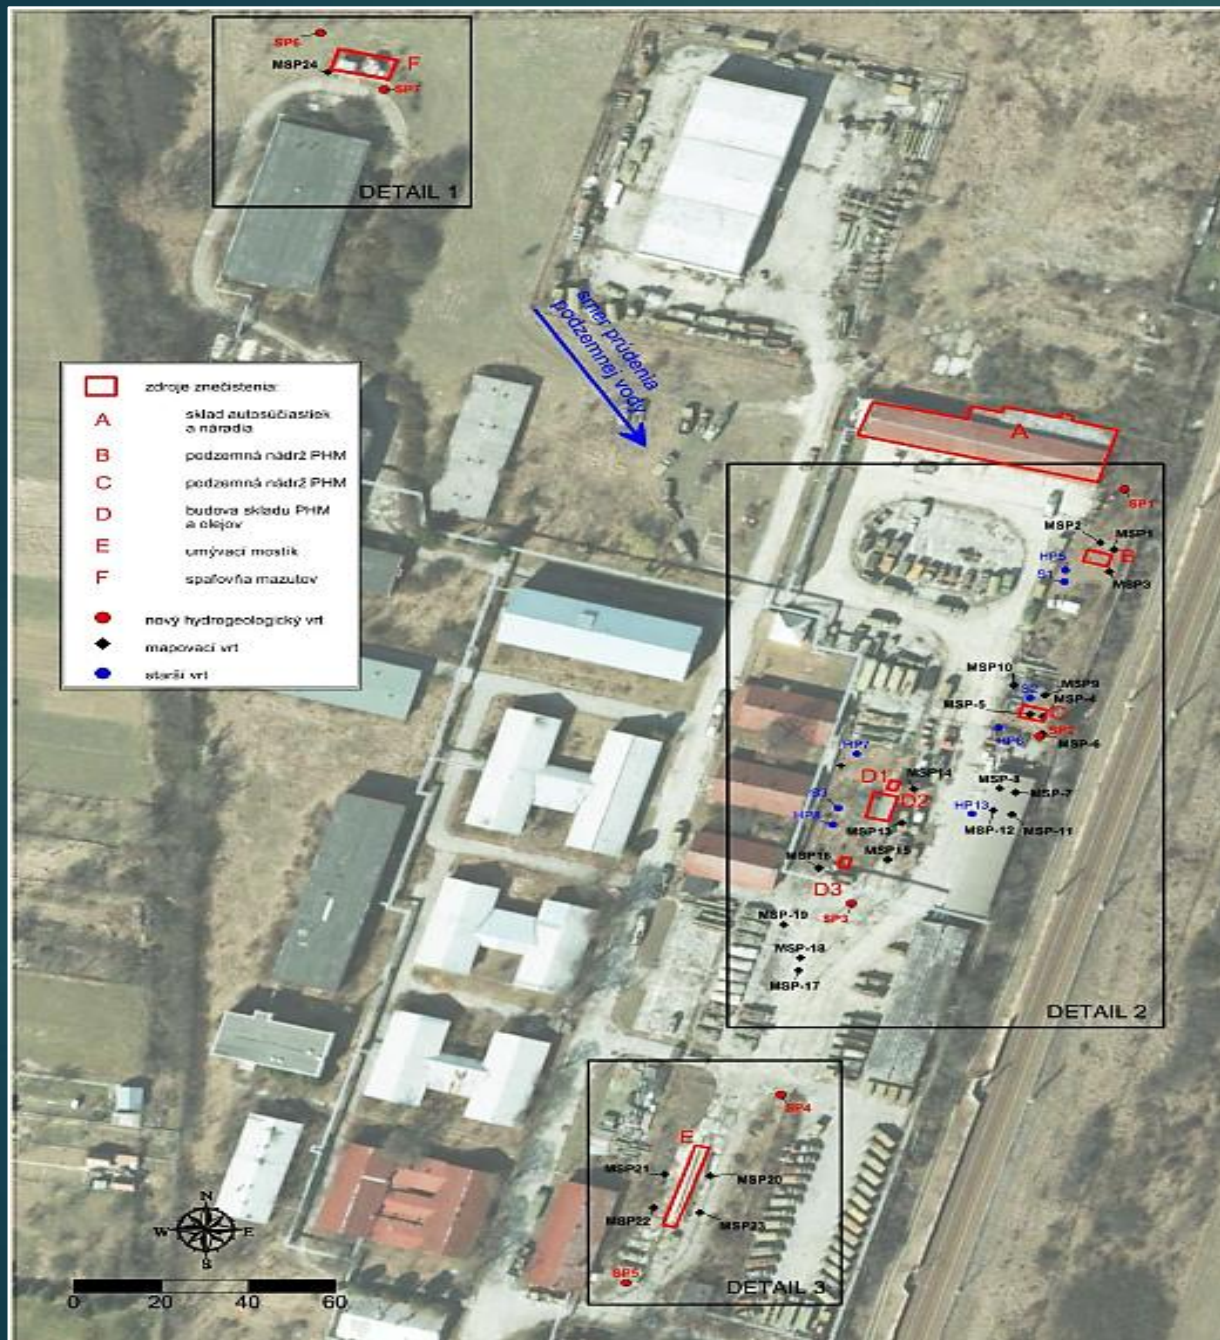 SP6
MSP24
F
SP7
DETAIL 1
smer prúdenia
podzemnej vody
zdroje znečistenia:
A sklad autosúčiastiek
a náradia
B podzemná nádrž PHM
C podzemná nádrž PHM
D budova skladu PHM
a olejov
E umývací mostík
F spaľovňa mazutov
nový hydrogeologický vrt
mapovací vrt
starší vrt
A
SP1
MSP2
MSP1
HP5
B
S1
MSP3
MSP10
MSP9
S2
MSP-4
MSP-5
C
SP2
HP6
MSP-6
HP7
D1
MSP14
MSP-8
MSP-7
D2
S3
HP13
HP8
MSP13
MSP-12
MSP-11
MSP16
MSP15
D3
SP3
MSP-19
MSP-18
MSP-17
DETAIL 2
SP4
E
MSP21
MSP20
MSP22
MSP23
SP5
DETAIL 3
N
W E
S
0 20 40 60